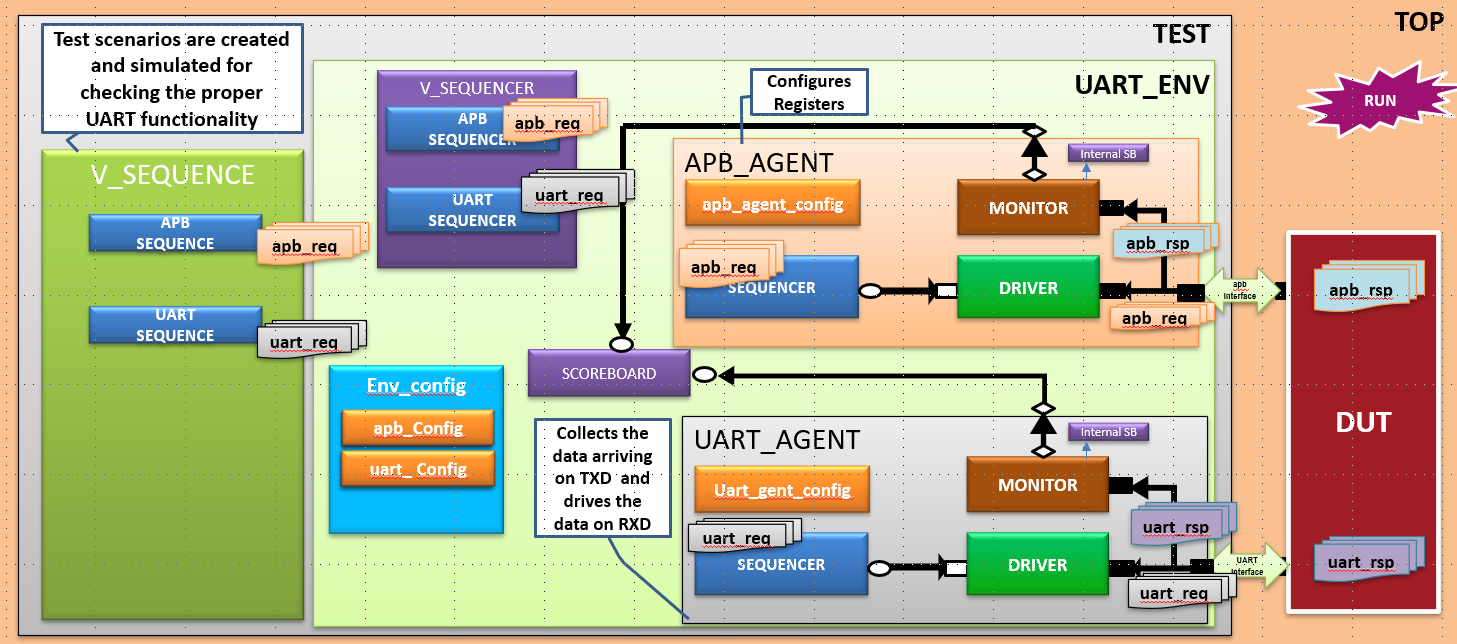 TOP
TEST
Test scenarios are created
and simulated for
checking the proper
UART functionality
UART_ENV
RUN
V_SEQUENCE
APB
SEQUENCE
apb_req
UART
SEQUENCE
uart_req
V_SEQUENCER
APB
SEQUENCER
apb_req
UART
SEQUENCER
uart_req
Configures
Registers
APB_AGENT
apb_agent_config
Internal SB
MONITOR
apb_rsp
apb_req
SEQUENCER
DRIVER
apb_req
apb
interface
apb_rsp
SCOREBOARD
Env_config
apb_Config
uart_ Config
Collects the
data arriving
on TXD and
drives the
data on RXD
UART_AGENT
Uart_gent_config
Internal SB
MONITOR
uart_rsp
uart_req
SEQUENCER
DRIVER
uart_req
UART
interface
DUT
uart_rsp